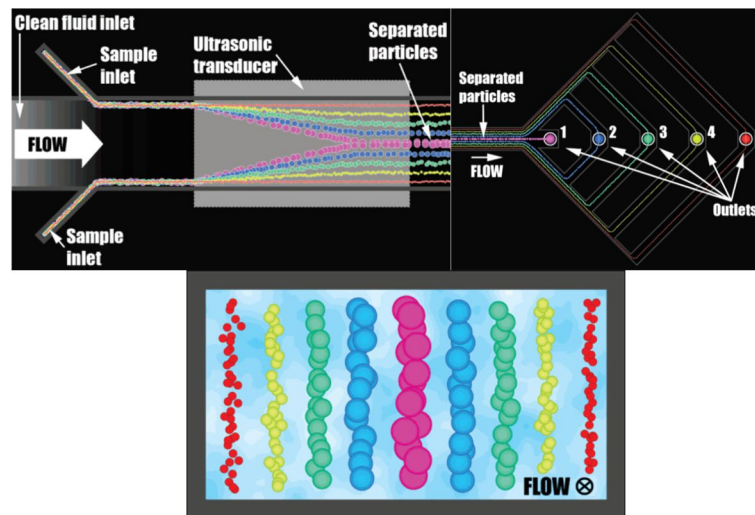 Clean fluid inlet
Sample
inlet
Ultrasonic
transducer
Separated
particles
FLOW
Sample
inlet
Separated
particles
FLOW
1
2
3
4
Outlets
FLOW ⊗